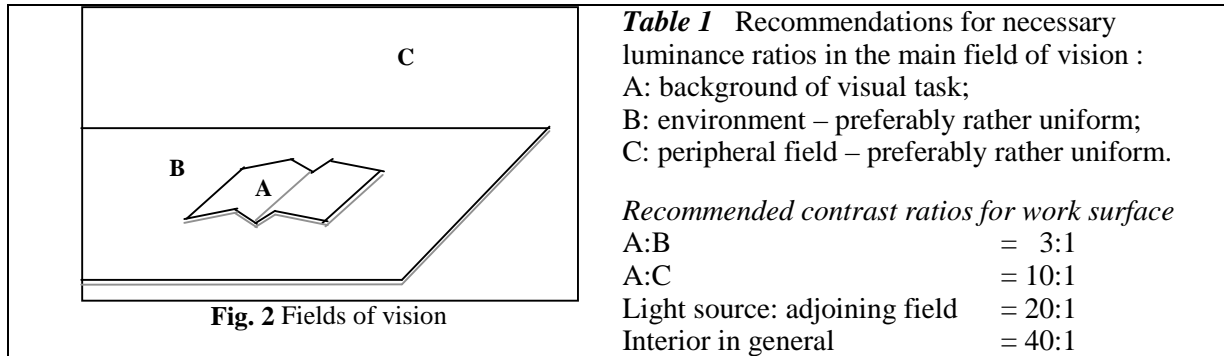 C
B
A
Fig. 2 Fields of vision
Table 1 Recommendations for necessary
luminance ratios in the main field of vision :
A: background of visual task;
B: environment – preferably rather uniform;
C: peripheral field – preferably rather uniform.
Recommended contrast ratios for work surface
A:B = 3:1
A:C = 10:1
Light source: adjoining field = 20:1
Interior in general = 40:1